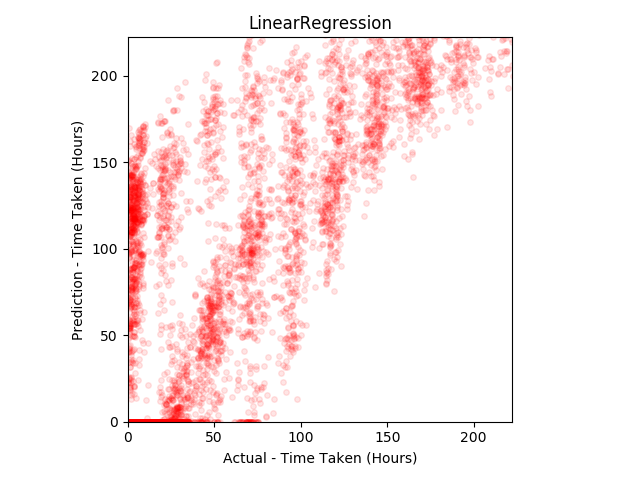 LinearRegression
Prediction - Time Taken (Hours)
200
150
100
50
0
0 50 100 150 200
Actual - Time Taken (Hours)